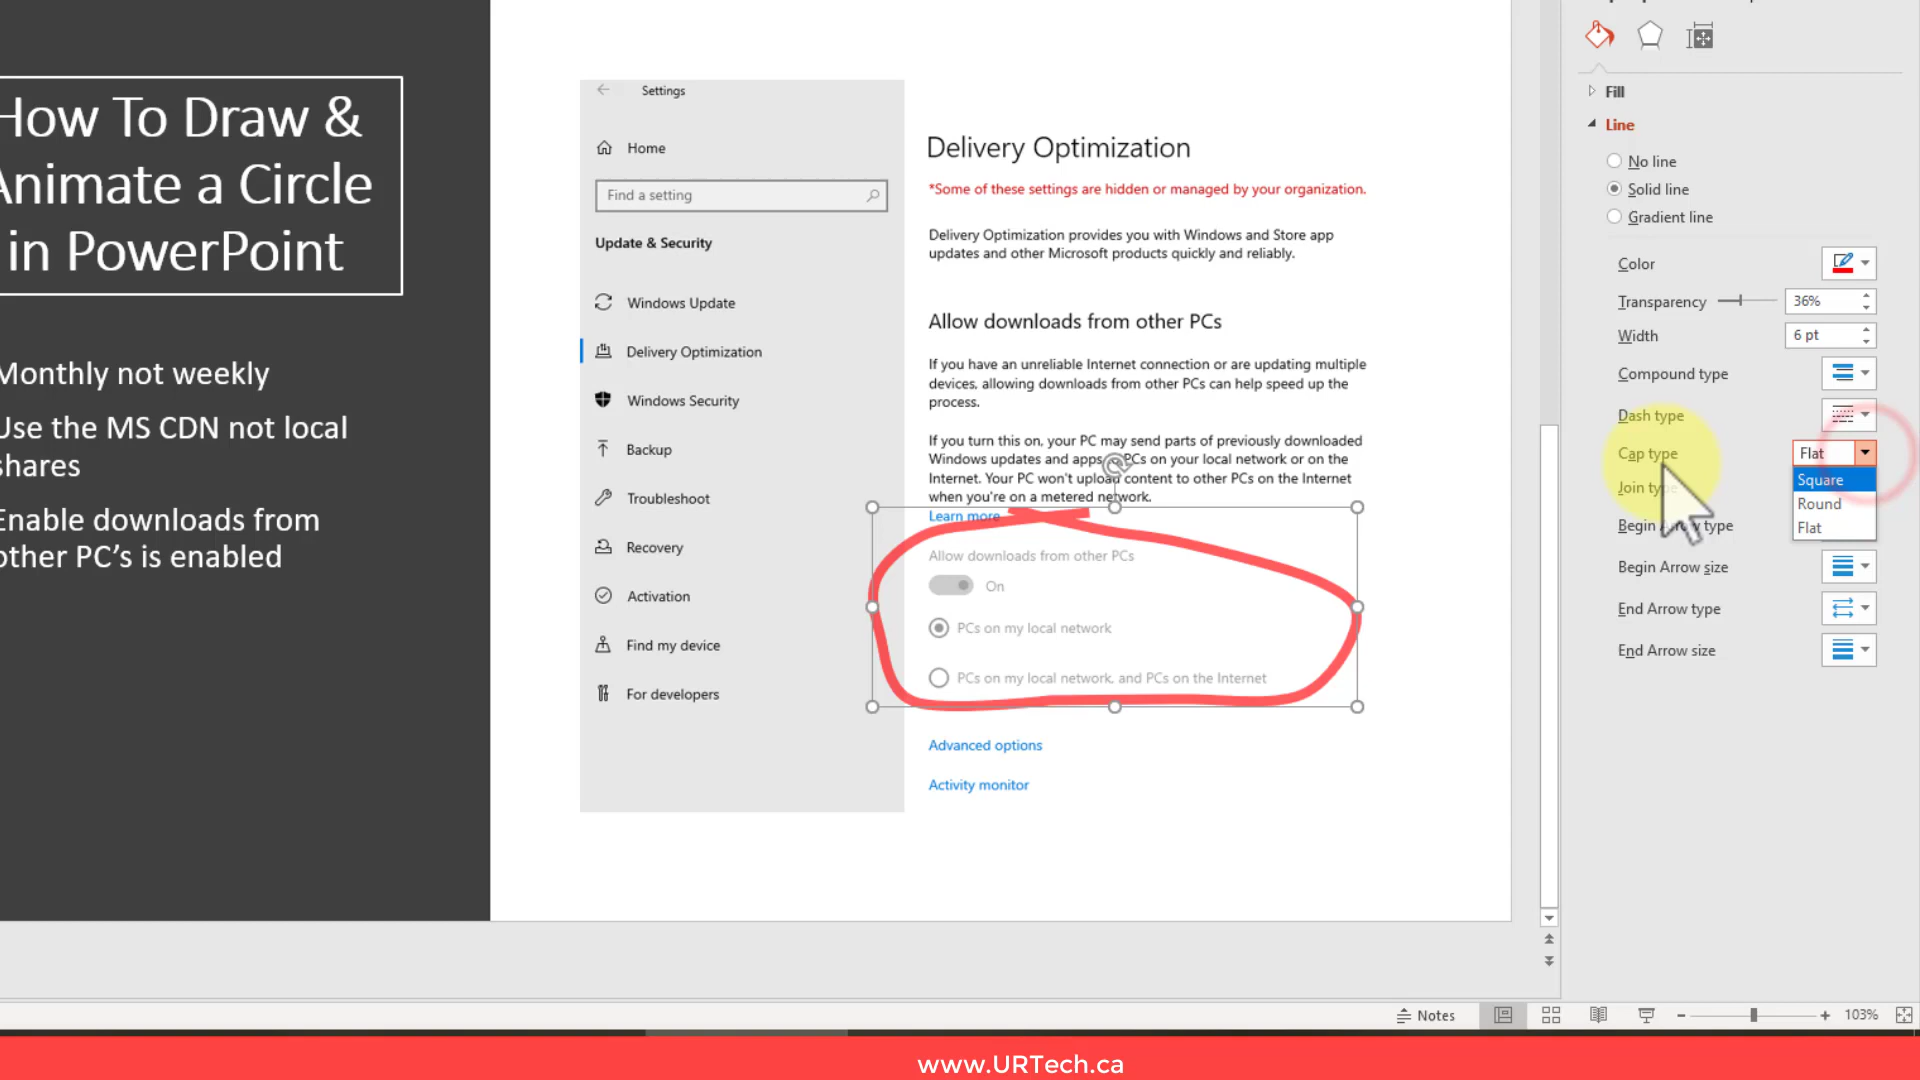 How To Draw &
Animate a Circle
in PowerPoint
Monthly not weekly
Use the MS CDN not local
shares
Enable downloads from
other PC's is enabled
Settings
Home
Find a setting
Update & Security
Windows Update
Delivery Optimization
Windows Security
Backup
Troubleshoot
Recovery
Activation
Find my device
For developers
Delivery Optimization
*Some of these settings are hidden or managed by your organization.
Delivery Optimization provides you with Windows and Store app
updates and other Microsoft products quickly and reliably.
Allow downloads from other PCs
If you have an unreliable Internet connection or are updating multiple
devices, allowing downloads from other PCs can help speed up the
process.
If you turn this on, your PC may send parts of previously downloaded
Windows updates and apps to PCs on your local network or on the
Internet. Your PC won't upload content to other PCs on the Internet
when you're on a metered network.
Learn more
Allow downloads from other PCs
On
PCs on my local network
PCs on my local network, and PCs on the Internet
Advanced options
Activity monitor
Fill
Line
No line
Solid line
Gradient line
Color
Transparency 36%
Width 6 pt
Compound type
Dash type
Cap type Flat
Square
Round
Flat
Join type
Begin Arrow type
Begin Arrow size
End Arrow type
End Arrow size
Notes
103%
www.URTech.ca